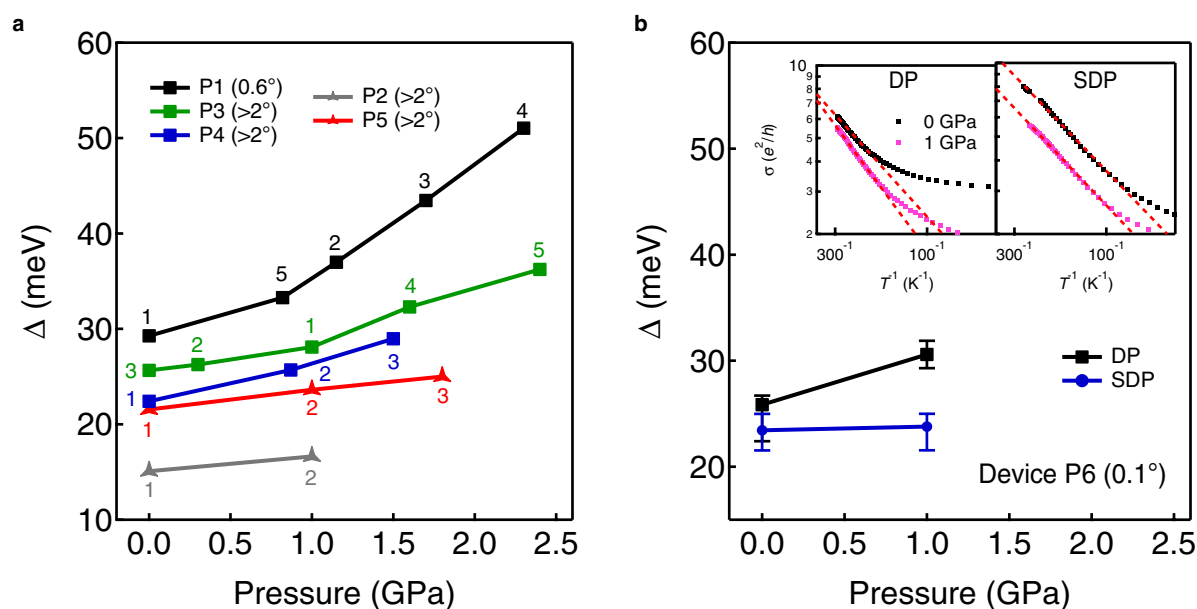 a
60
50
40
30
20
10
Δ (meV)
P1 (0.6°)
P3 (>2°)
P4 (>2°)
P2 (>2°)
P5 (>2°)
1
5
2
3
4
3
2
1
4
5
1
2
3
1
2
3
1
2
0.0 0.5 1.0 1.5 2.0 2.5
Pressure (GPa)
b
60
50
40
30
20
Δ (meV)
10
9
8
7
6
5
4
3
2
σ (e²/h)
DP
SDP
0 GPa
1 GPa
300⁻¹ 100⁻¹
300⁻¹ 100⁻¹
T⁻¹ (K⁻¹)
T⁻¹ (K⁻¹)
DP
SDP
Device P6 (0.1°)
0.0 0.5 1.0 1.5 2.0 2.5
Pressure (GPa)